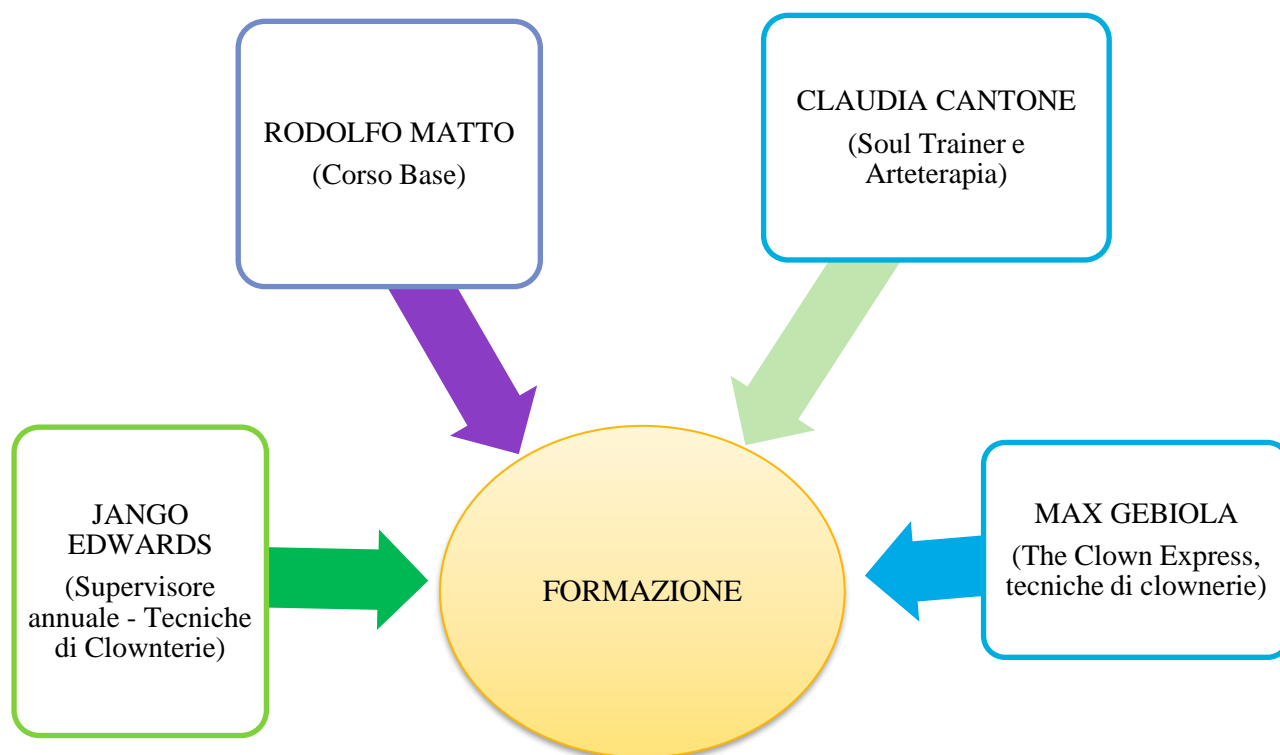 RODOLFO MATTO
(Corso Base)
CLAUDIA CANTONE
(Soul Trainer e
Arteterapia)
JANGO
EDWARDS
(Supervisore
annuale - Tecniche
di Clownterie)
FORMAZIONE
MAX GEBIOLA
(The Clown Express,
tecniche di clownerie)